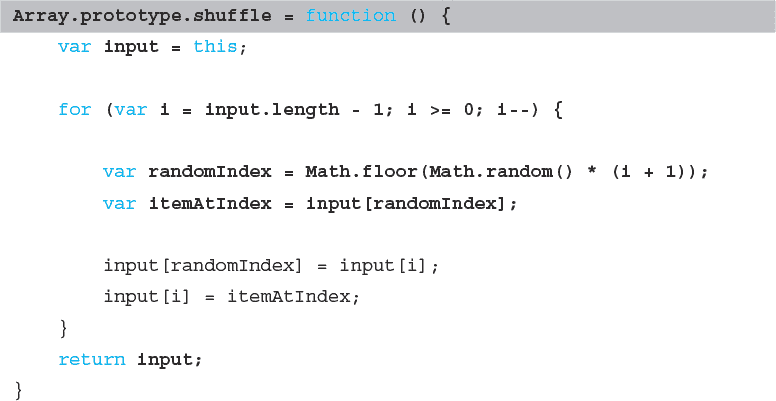 Array.prototype.shuffle = function () {
    var input = this;

    for (var i = input.length - 1; i >= 0; i--) {

        var randomIndex = Math.floor(Math.random() * (i + 1));
        var itemAtIndex = input[randomIndex];

        input[randomIndex] = input[i];
        input[i] = itemAtIndex;
    }
    return input;
}